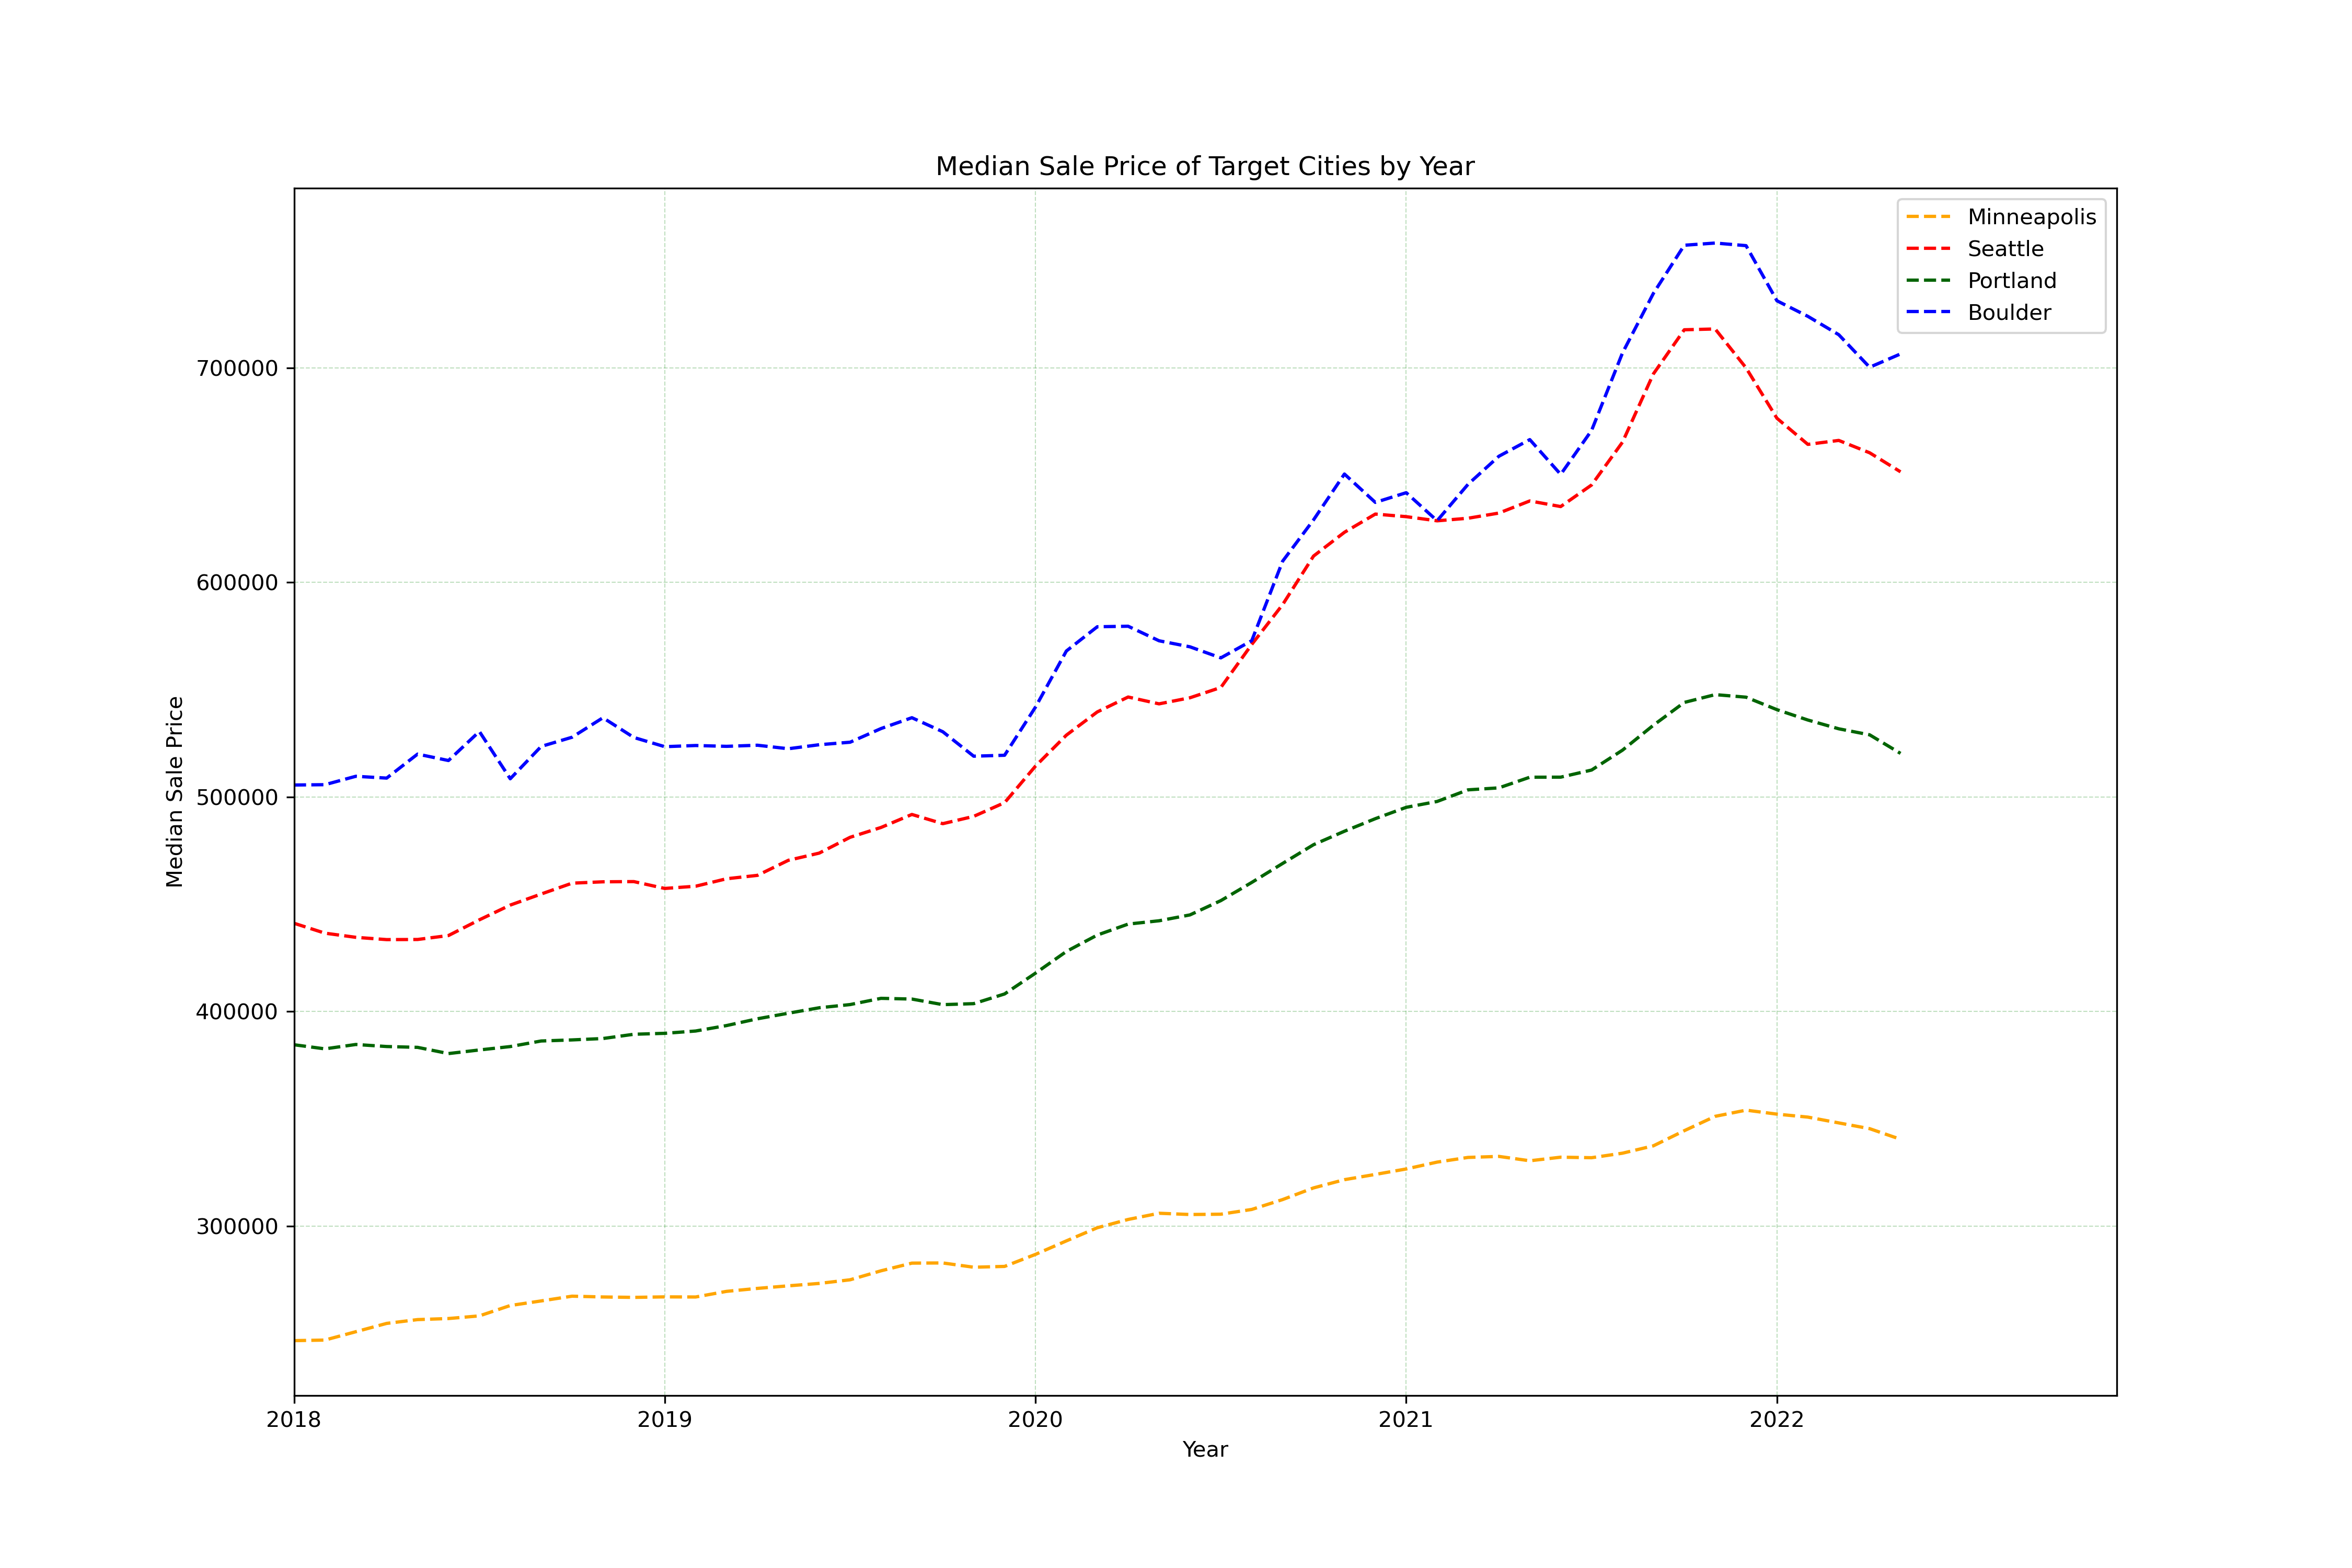 Median Sale Price of Target Cities by Year
Minneapolis
Seattle
Portland
Boulder
700000
600000
500000
400000
300000
Median Sale Price
2018 2019 2020 2021 2022
Year